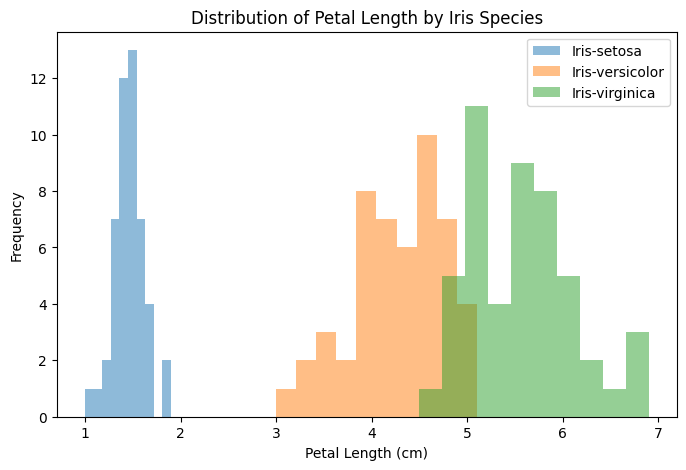 Distribution of Petal Length by Iris Species
Iris-setosa
Iris-versicolor
Iris-virginica
Frequency
12
10
8
6
4
2
0
1 2 3 4 5 6 7
Petal Length (cm)